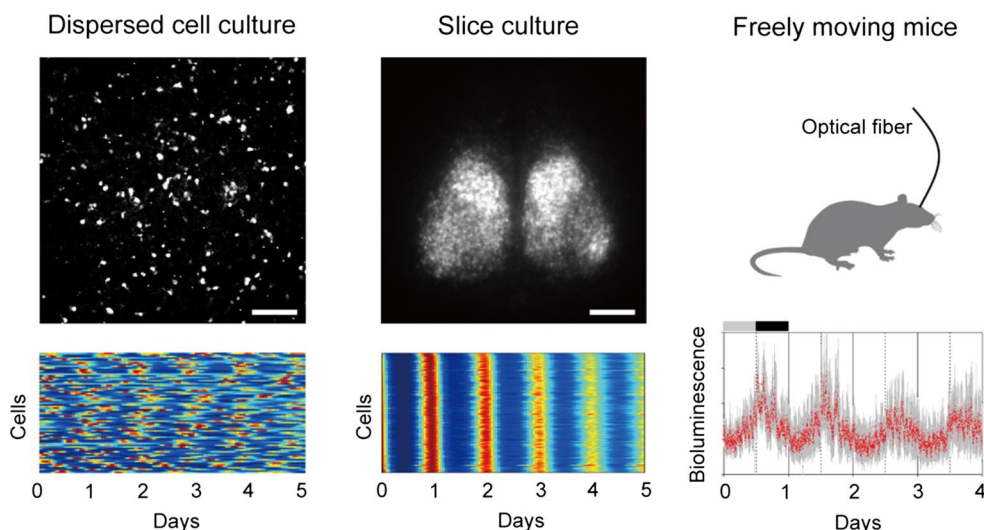 Dispersed cell culture
Slice culture
Freely moving mice
Optical fiber
Cells
0 1 2 3 4 5
Days
Cells
0 1 2 3 4 5
Days
Bioluminescence
0 1 2 3 4
Days